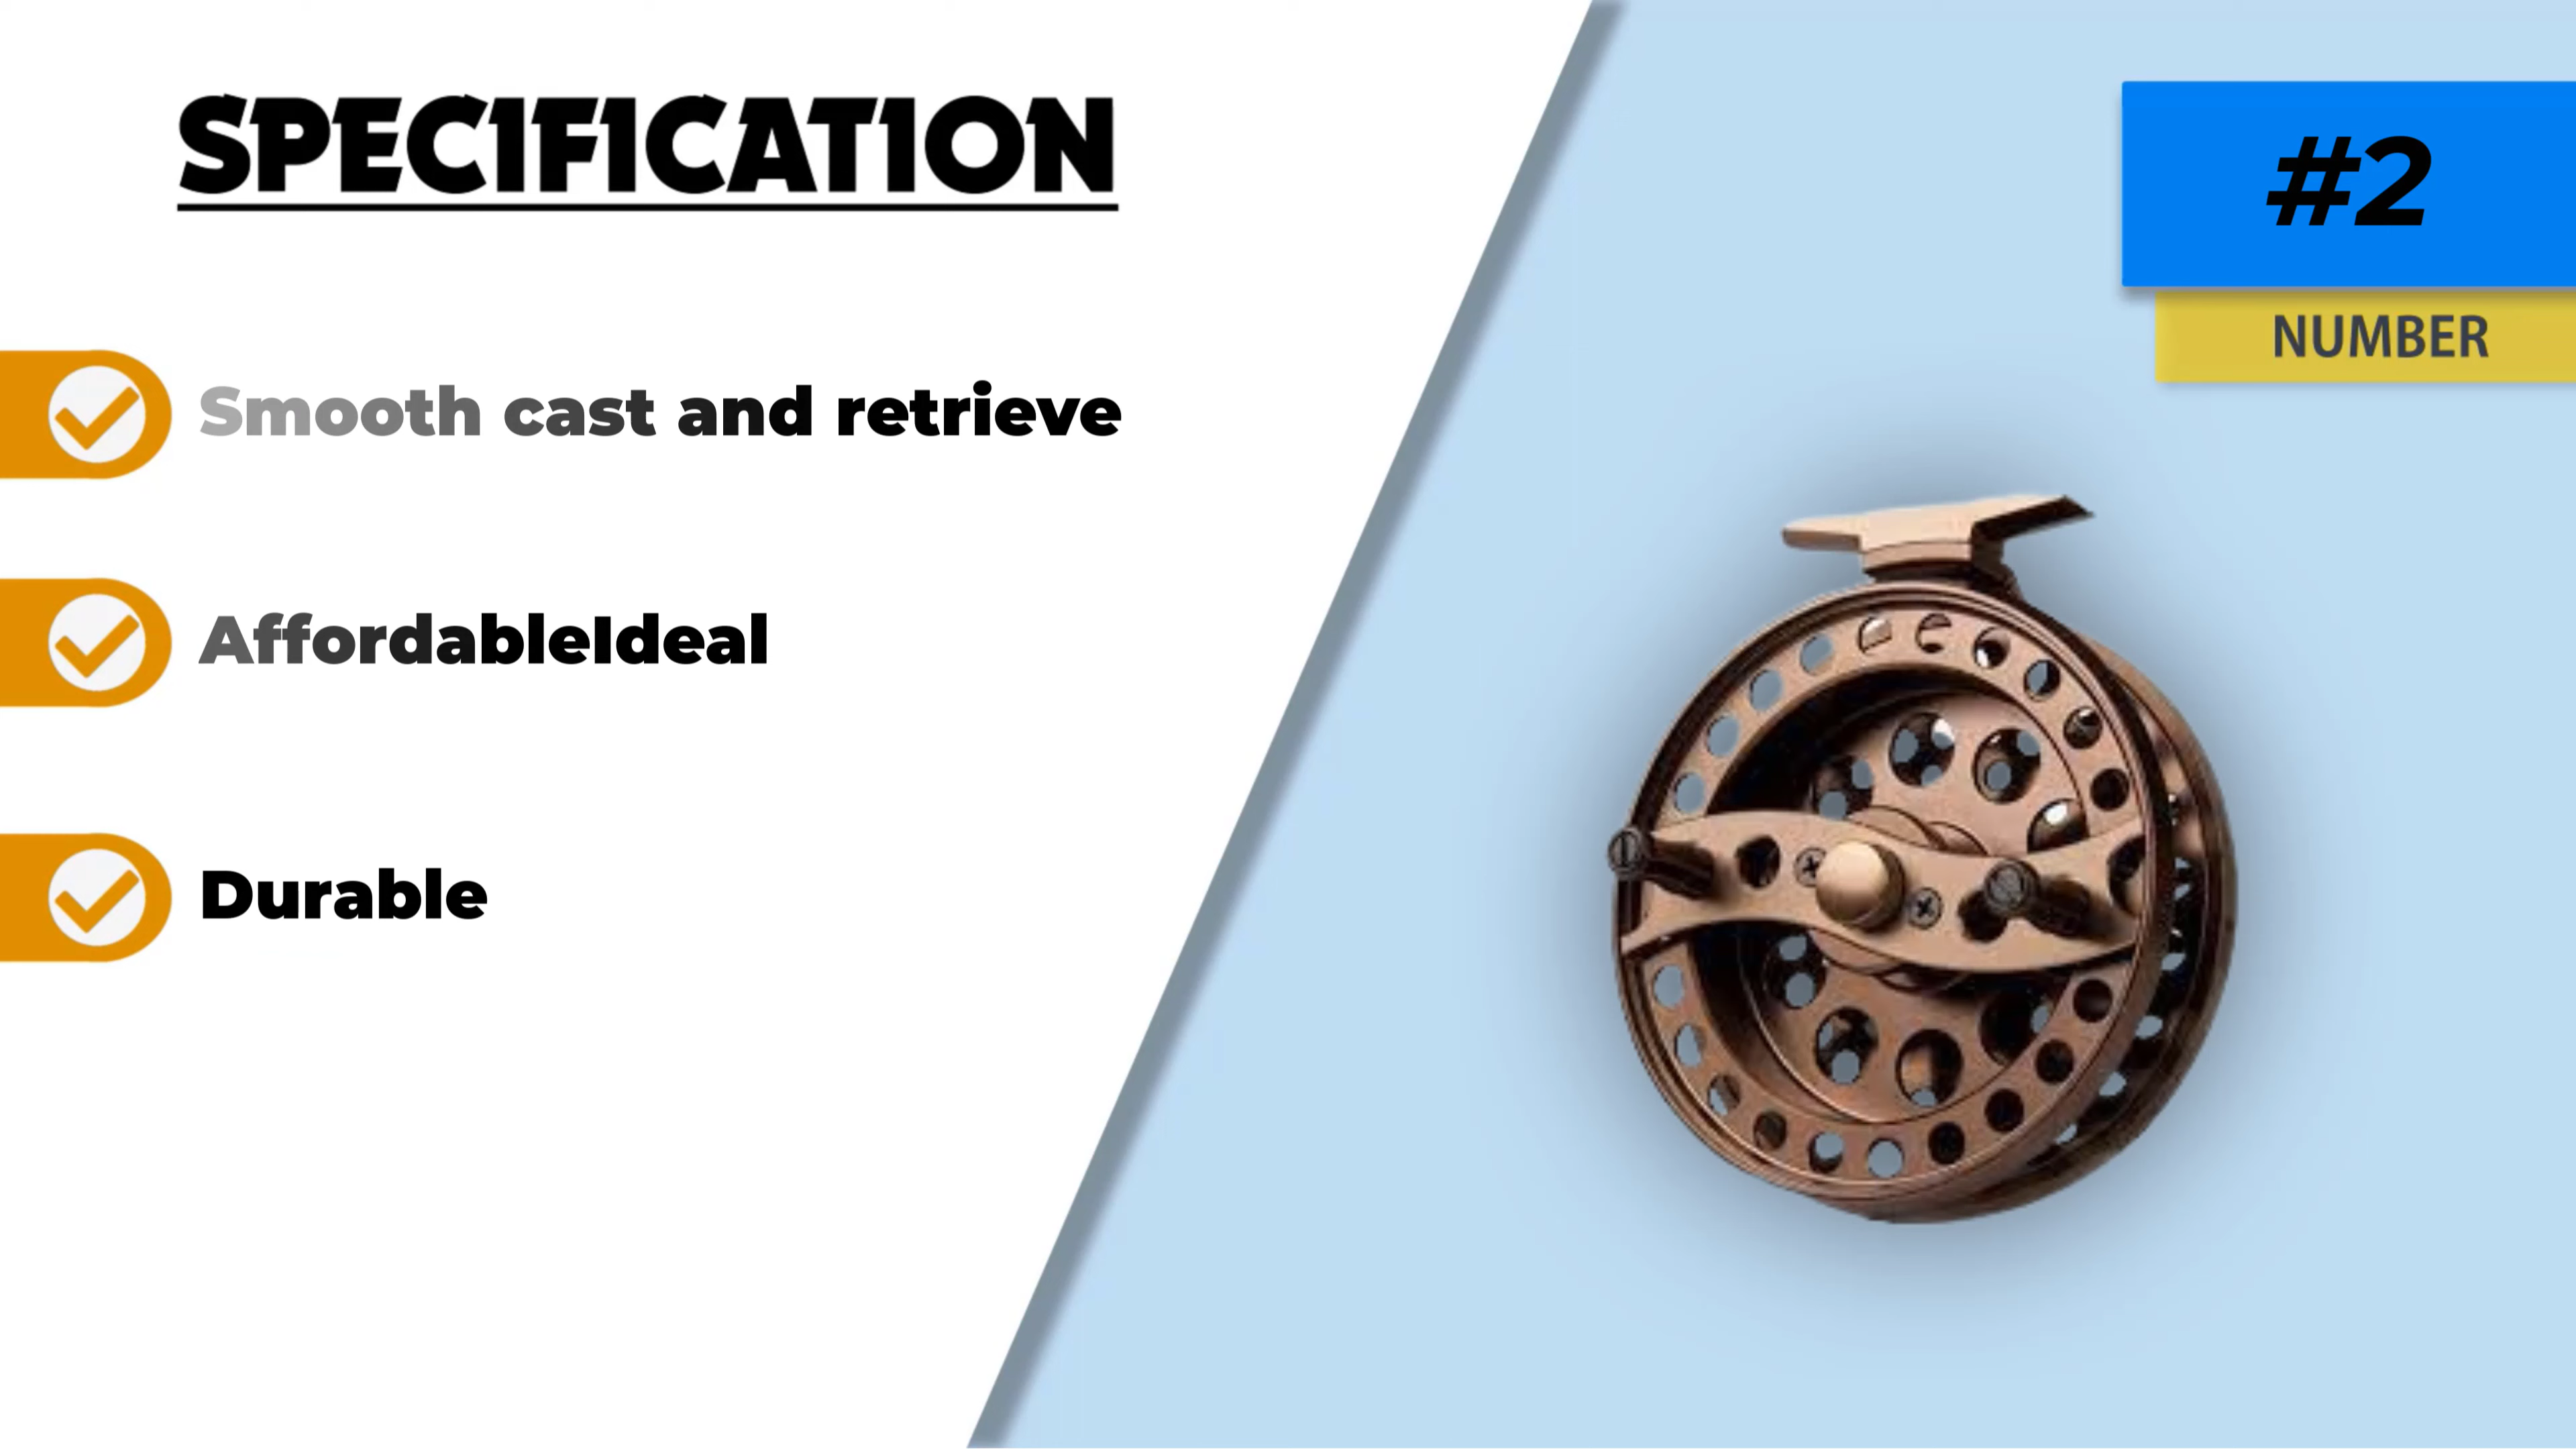 SPECIFICATION
#2
NUMBER
Smooth cast and retrieve
AffordableIdeal
Durable